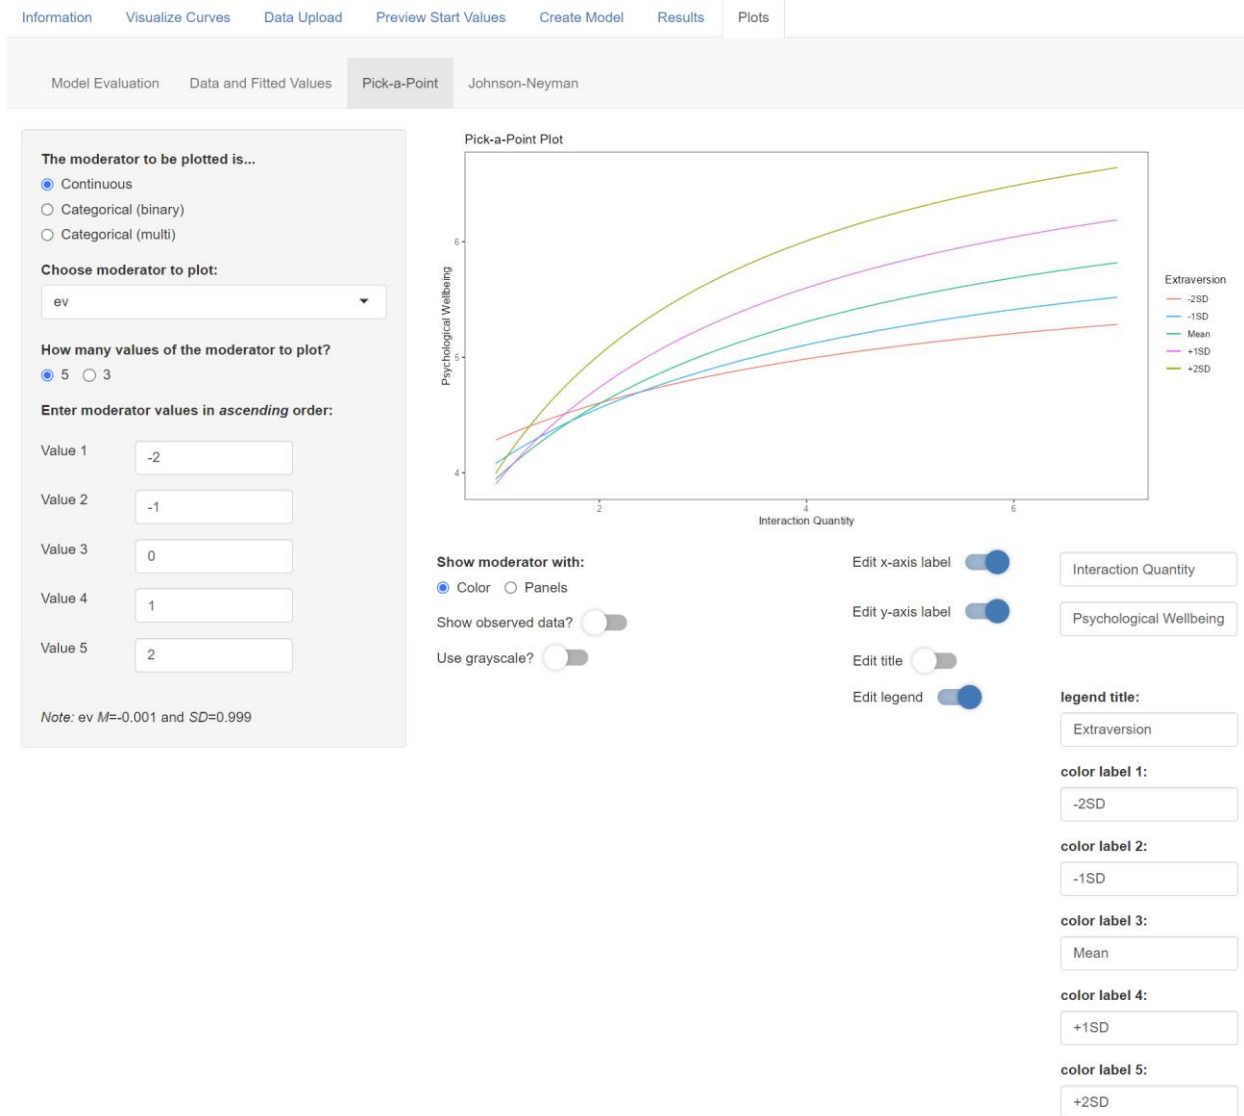 Information Visualize Curves Data Upload Preview Start Values Create Model Results Plots
Model Evaluation Data and Fitted Values Pick-a-Point Johnson-Neyman
The moderator to be plotted is...
Continuous
Categorical (binary)
Categorical (multi)
Choose moderator to plot:
ev
How many values of the moderator to plot?
5 3
Enter moderator values in ascending order:
Value 1 -2
Value 2 -1
Value 3 0
Value 4 1
Value 5 2
Note: ev M=-0.001 and SD=0.999
Pick-a-Point Plot
Psychological Wellbeing
6
5
4
2 4 6
Interaction Quantity
Extraversion
-2SD
-1SD
Mean
+1SD
+2SD
Show moderator with:
Color Panels
Show observed data?
Use grayscale?
Edit x-axis label Interaction Quantity
Edit y-axis label Psychological Wellbeing
Edit title
Edit legend
legend title:
Extraversion
color label 1:
-2SD
color label 2:
-1SD
color label 3:
Mean
color label 4:
+1SD
color label 5:
+2SD